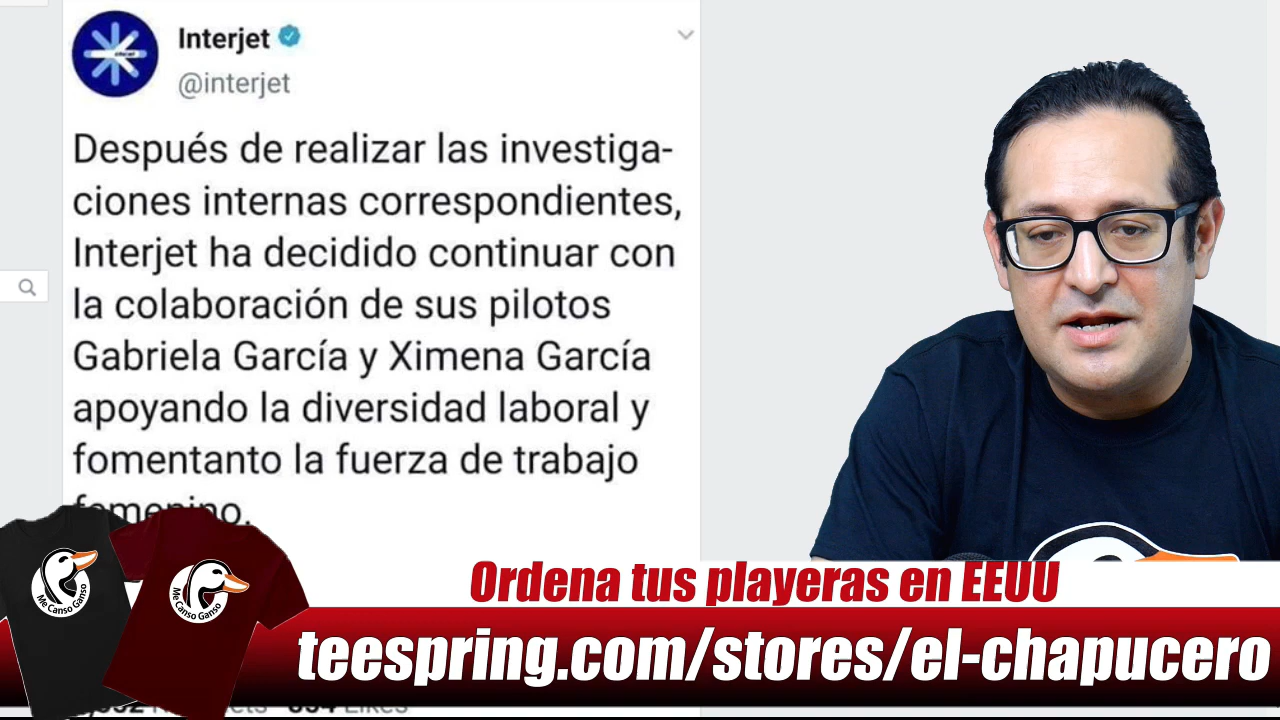 Interjet
@interjet
Después de realizar las investiga-
ciones internas correspondientes,
Interjet ha decidido continuar con
la colaboración de sus pilotos
Gabriela García y Ximena García
apoyando la diversidad laboral y
fomentanto la fuerza de trabajo
femenino.
Me Canso Ganso
Me Canso Ganso
Ordena tus playeras en EEUU
teespring.com/stores/el-chapucero